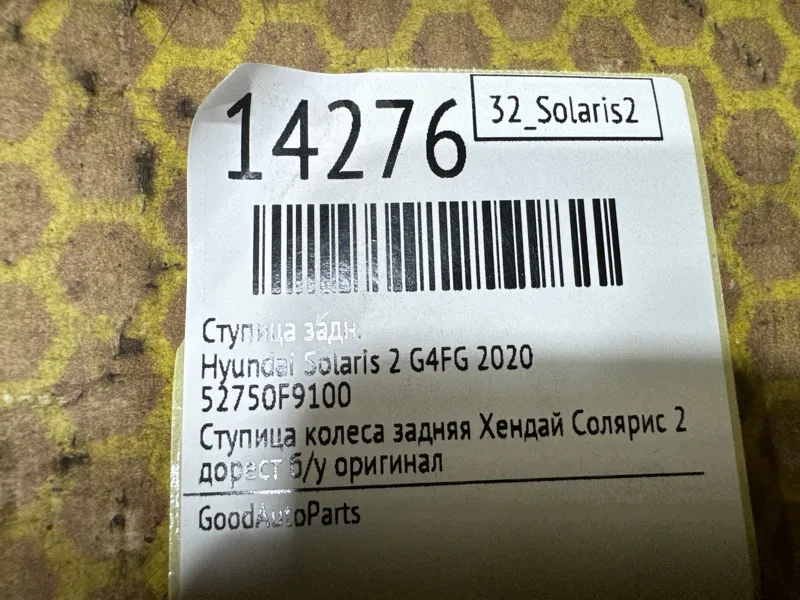 14276
32_Solaris2
Ступица задн.
Hyundai Solaris 2 G4FG 2020
52750F9100
Ступица колеса задняя Хендай Солярис 2
дорест б/у оригинал
GoodAutoParts